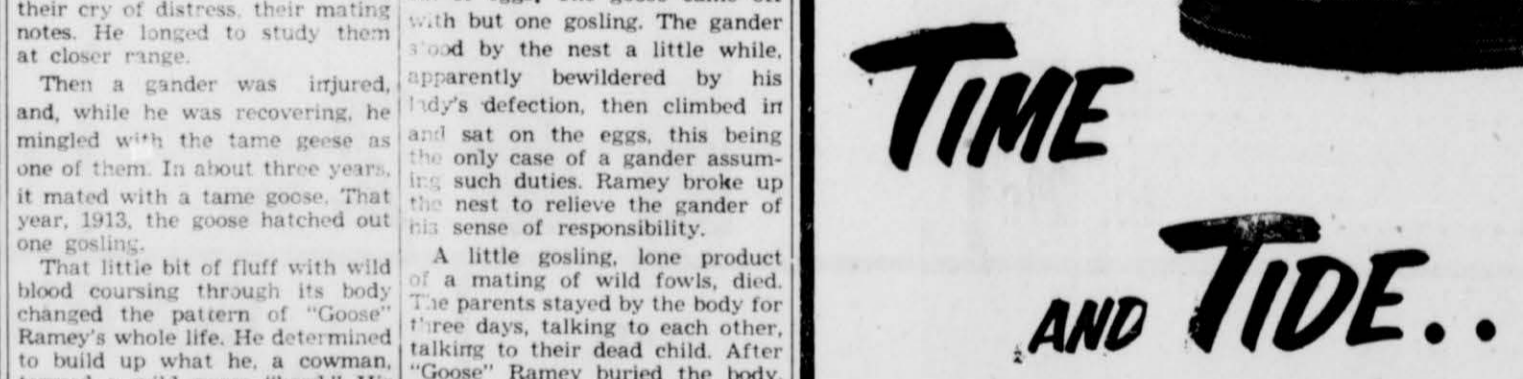 their cry of distress, their mating
notes. He longed to study them
at closer range.
Then a gander was injured,
and, while he was recovering, he
mingled with the tame geese as
one of them. In about three years,
it mated with a tame goose. That
year, 1913, the goose hatched out
one gosling.
That little bit of fluff with wild
blood coursing through its body
changed the pattern of "Goose"
Ramey's whole life. He determined
to build up what he, a cowman,
with but one gosling. The gander
stood by the nest a little while,
apparently bewildered by his
lady's defection, then climbed in
and sat on the eggs, this being
the only case of a gander assum-
ing such duties. Ramey broke up
the nest to relieve the gander of
his sense of responsibility.
A little gosling, lone product
of a mating of wild fowls, died.
The parents stayed by the body for
three days, talking to each other,
talking to their dead child. After
"Goose" Ramey buried the body,
TIME
AND TIDE..